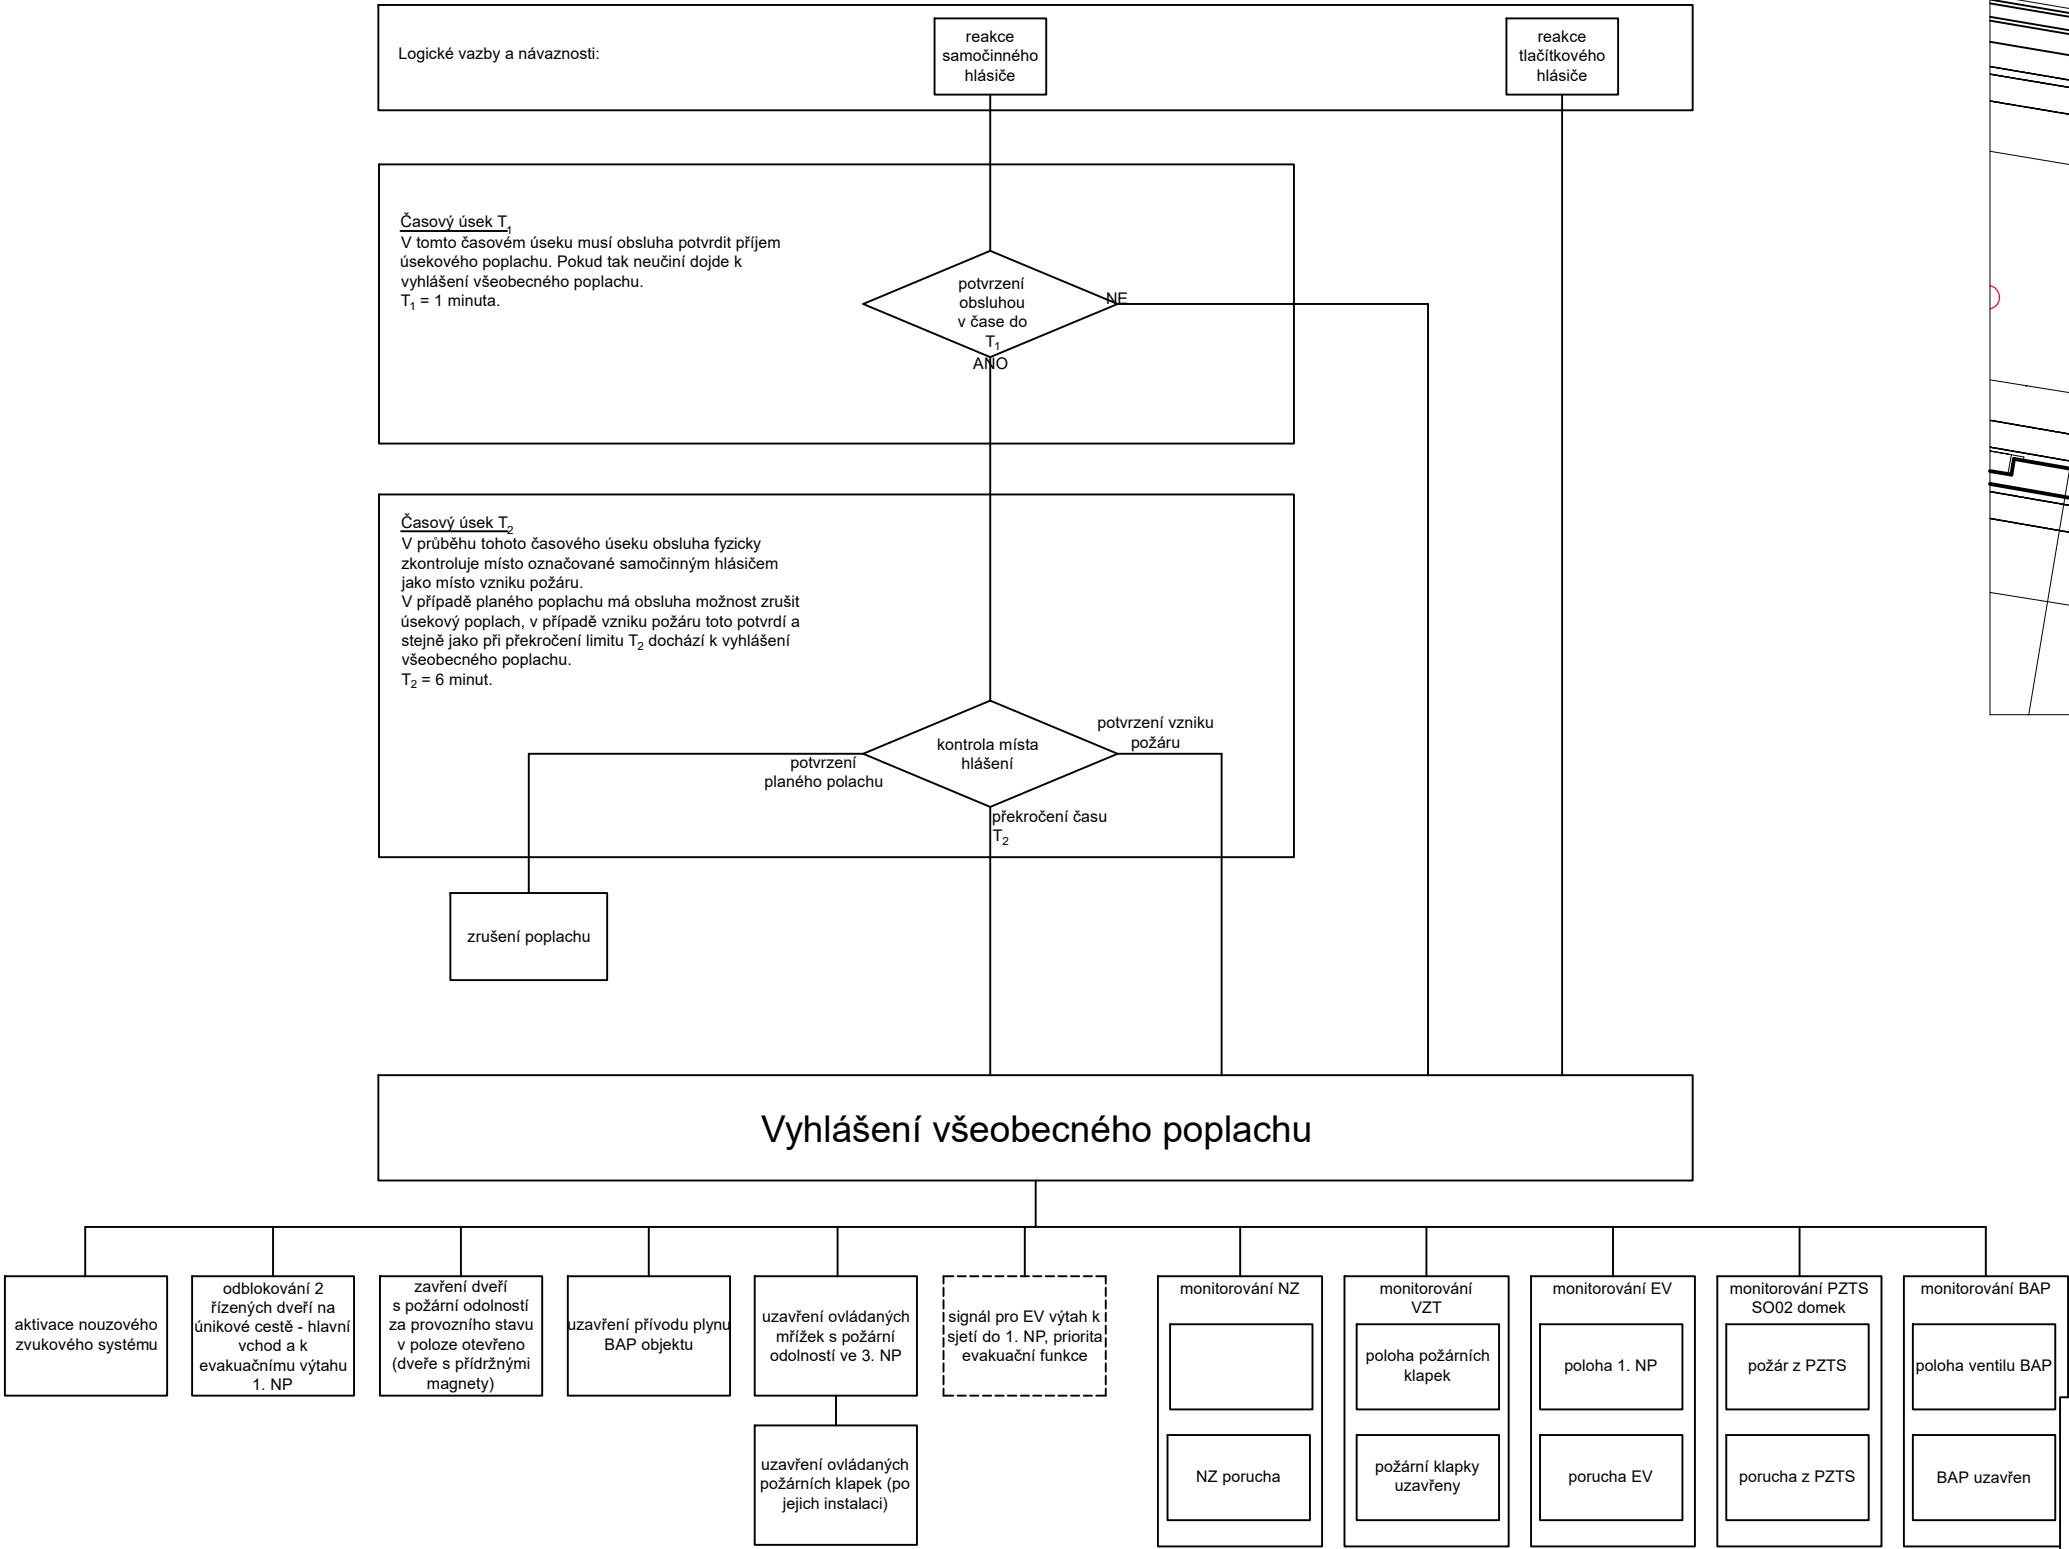 Logické vazby a návaznosti:
reakce
samočinného
hlásiče
reakce
tlačítkového
hlásiče
Časový úsek T1
V tomto časovém úseku musí obsluha potvrdit příjem
úsekového poplachu. Pokud tak neučiní dojde k
vyhlášení všeobecného poplachu.
T1 = 1 minuta.
potvrzení
obsluhou
v čase do
T1
NE
ANO
Časový úsek T2
V průběhu tohoto časového úseku obsluha fyzicky
zkontroluje místo označované samočinným hlásičem
jako místo vzniku požáru.
V případě planého poplachu má obsluha možnost zrušit
úsekový poplach, v případě vzniku požáru toto potvrdí a
stejně jako při překročení limitu T2 dochází k vyhlášení
všeobecného poplachu.
T2 = 6 minut.
kontrola místa
hlášení
potvrzení vzniku
požáru
potvrzení
planého polachu
překročení času
T2
zrušení poplachu
Vyhlášení všeobecného poplachu
aktivace nouzového
zvukového systému
odblokování 2
řízených dveří na
únikové cestě - hlavní
vchod a k
evakuačnímu výtahu
1. NP
zavření dveří
s požární odolností
za provozního stavu
v poloze otevřeno
(dveře s přídržnými
magnety)
uzavření přívodu plynu
BAP objektu
uzavření ovládaných
mřížek s požární
odolností ve 3. NP
uzavření ovládaných
požárních klapek (po
jejich instalaci)
signál pro EV výtah k
sjetí do 1. NP, priorita
evakuační funkce
monitorování NZ
NZ porucha
monitorování
VZT
poloha požárních
klapek
požární klapky
uzavřeny
monitorování EV
poloha 1. NP
porucha EV
monitorování PZTS
SO02 domek
požár z PZTS
porucha z PZTS
monitorování BAP
poloha ventilu BAP
BAP uzavřen